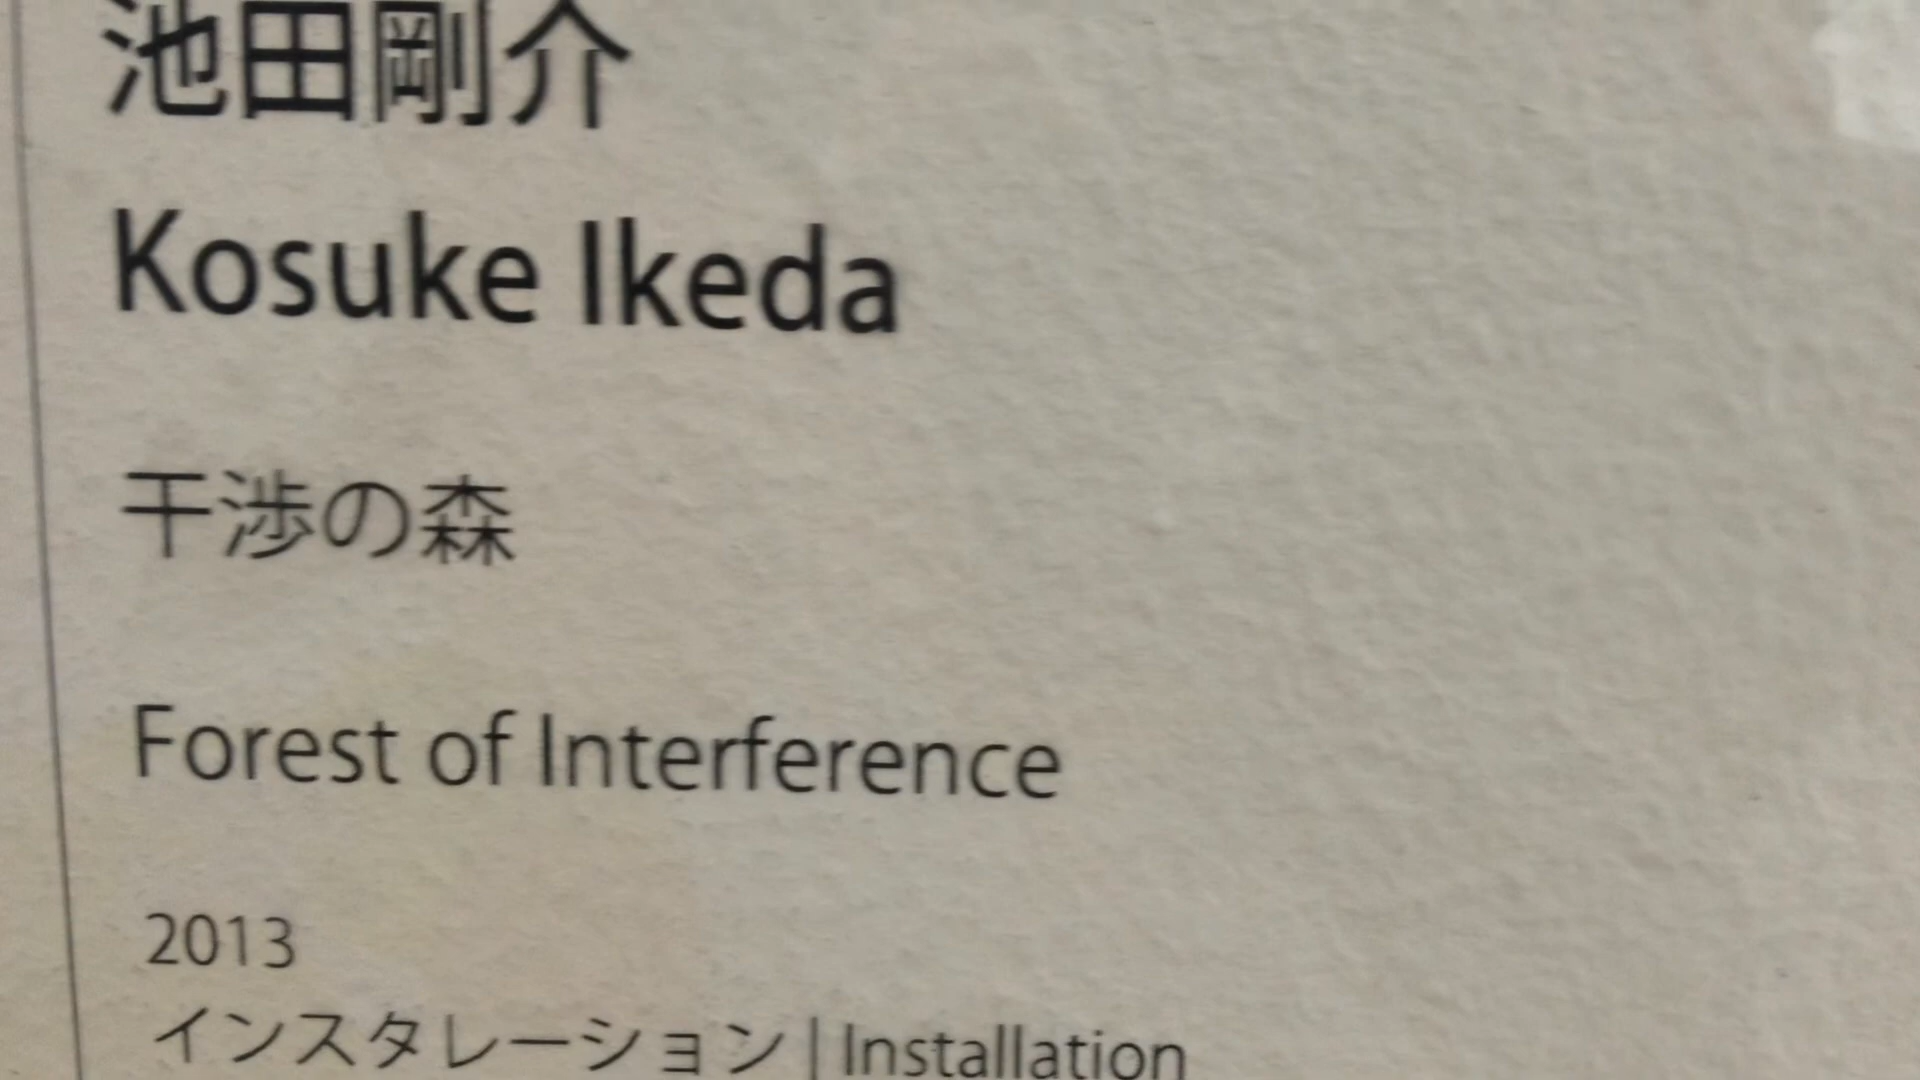 池田剛介
Kosuke Ikeda
干渉の森
Forest of Interference
2013
インスタレーション | Installation